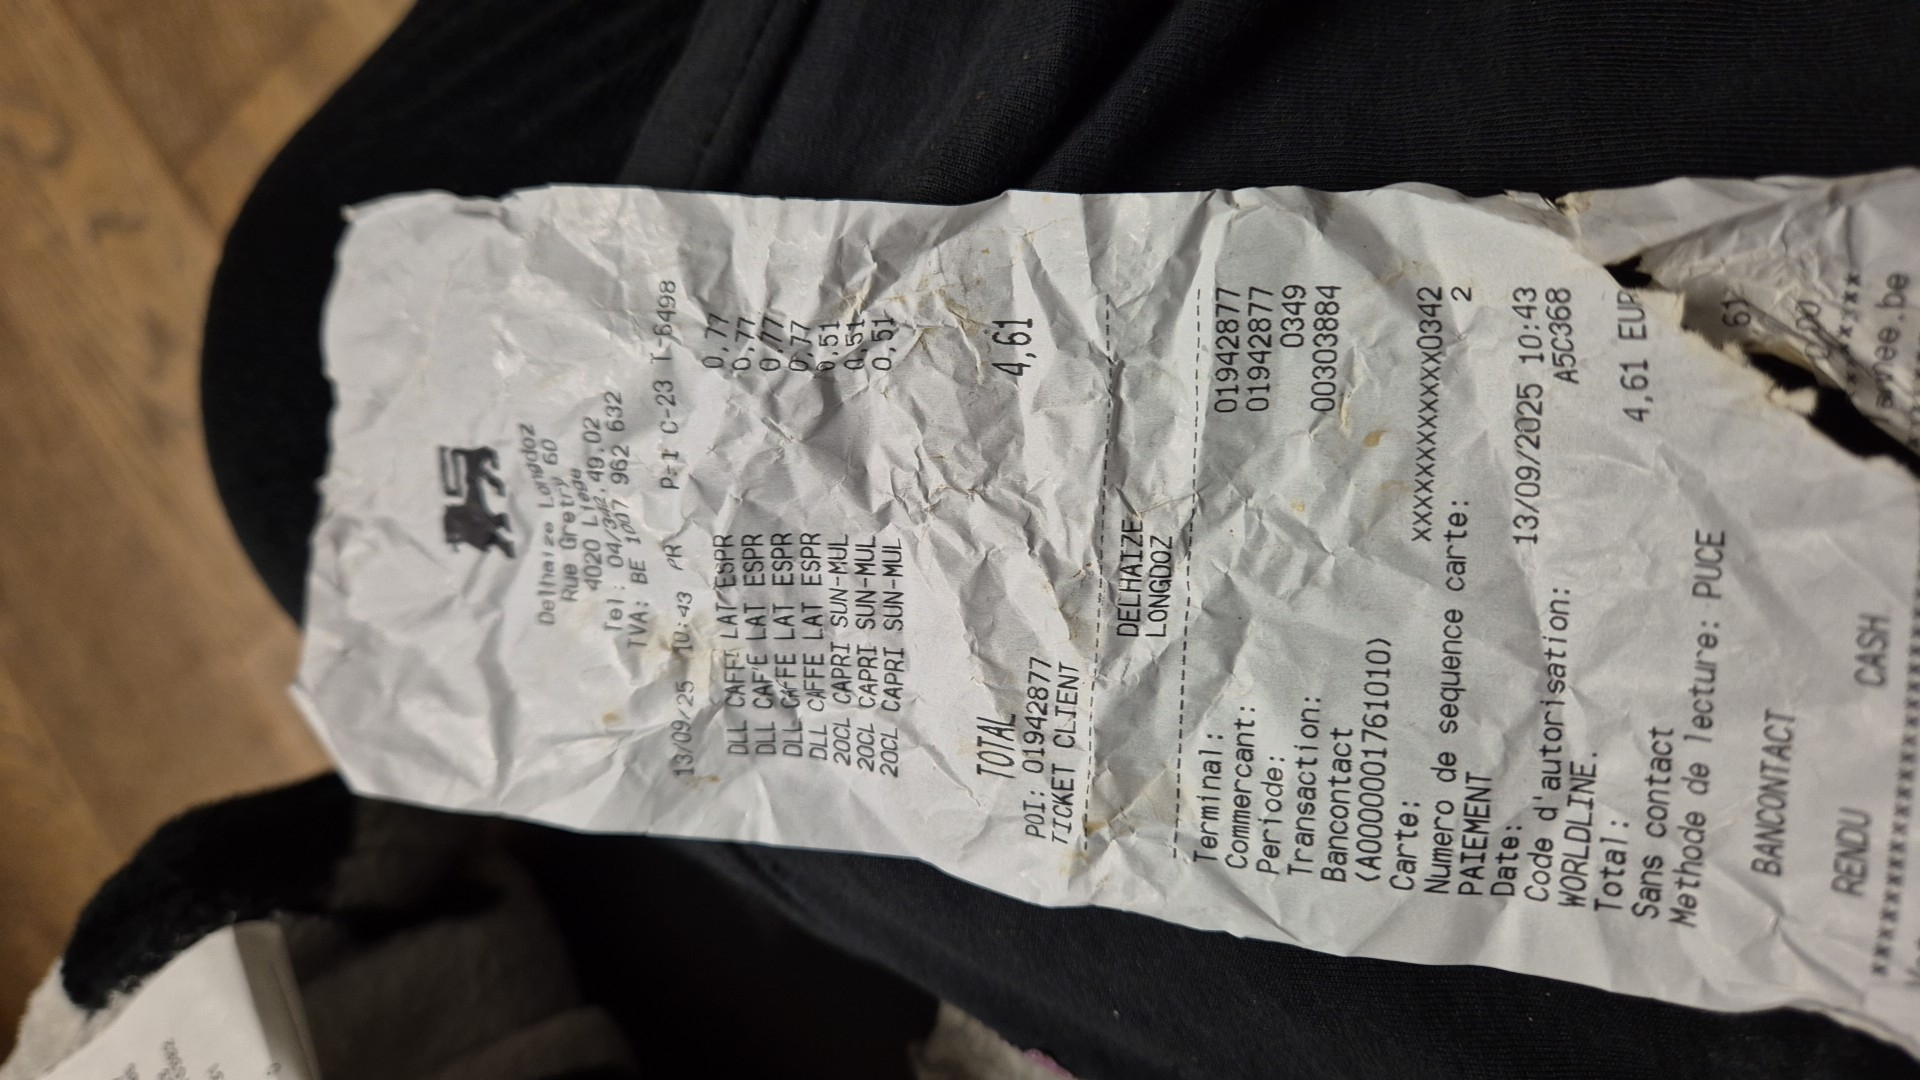 Delhaize Longdoz
Rue Gretry 60
4020 Liege
Tel: 04/342.49.02
TVA: BE 1007 962 632
13/09/25 10:43 PR P-1 C-23 T-6498
DLL CAFFE LAT ESPR 0,77
DLL CAFFE LAT ESPR 0,77
DLL CAFFE LAT ESPR 0,77
DLL CAFFE LAT ESPR 0,77
20CL CAPRI SUN-MUL 0,51
20CL CAPRI SUN-MUL 0,51
20CL CAPRI SUN-MUL 0,51
TOTAL 4,61
POI: 01942877
TICKET CLIENT
DELHAIZE
LONGDOZ
Terminal: 01942877
Commercant: 01942877
Periode: 0349
Transaction: 00303884
Bancontact
(A0000001761010)
Carte: xxxxxxxxxxxxx0342
Numero de sequence carte: 2
PAIEMENT
Date: 13/09/2025 10:43
Code d'autorisation: A5C368
WORLDLINE.
Total: 4,61 EUR
Sans contact
Methode de lecture: PUCE
BANCONTACT 61
RENDU CASH 0,00